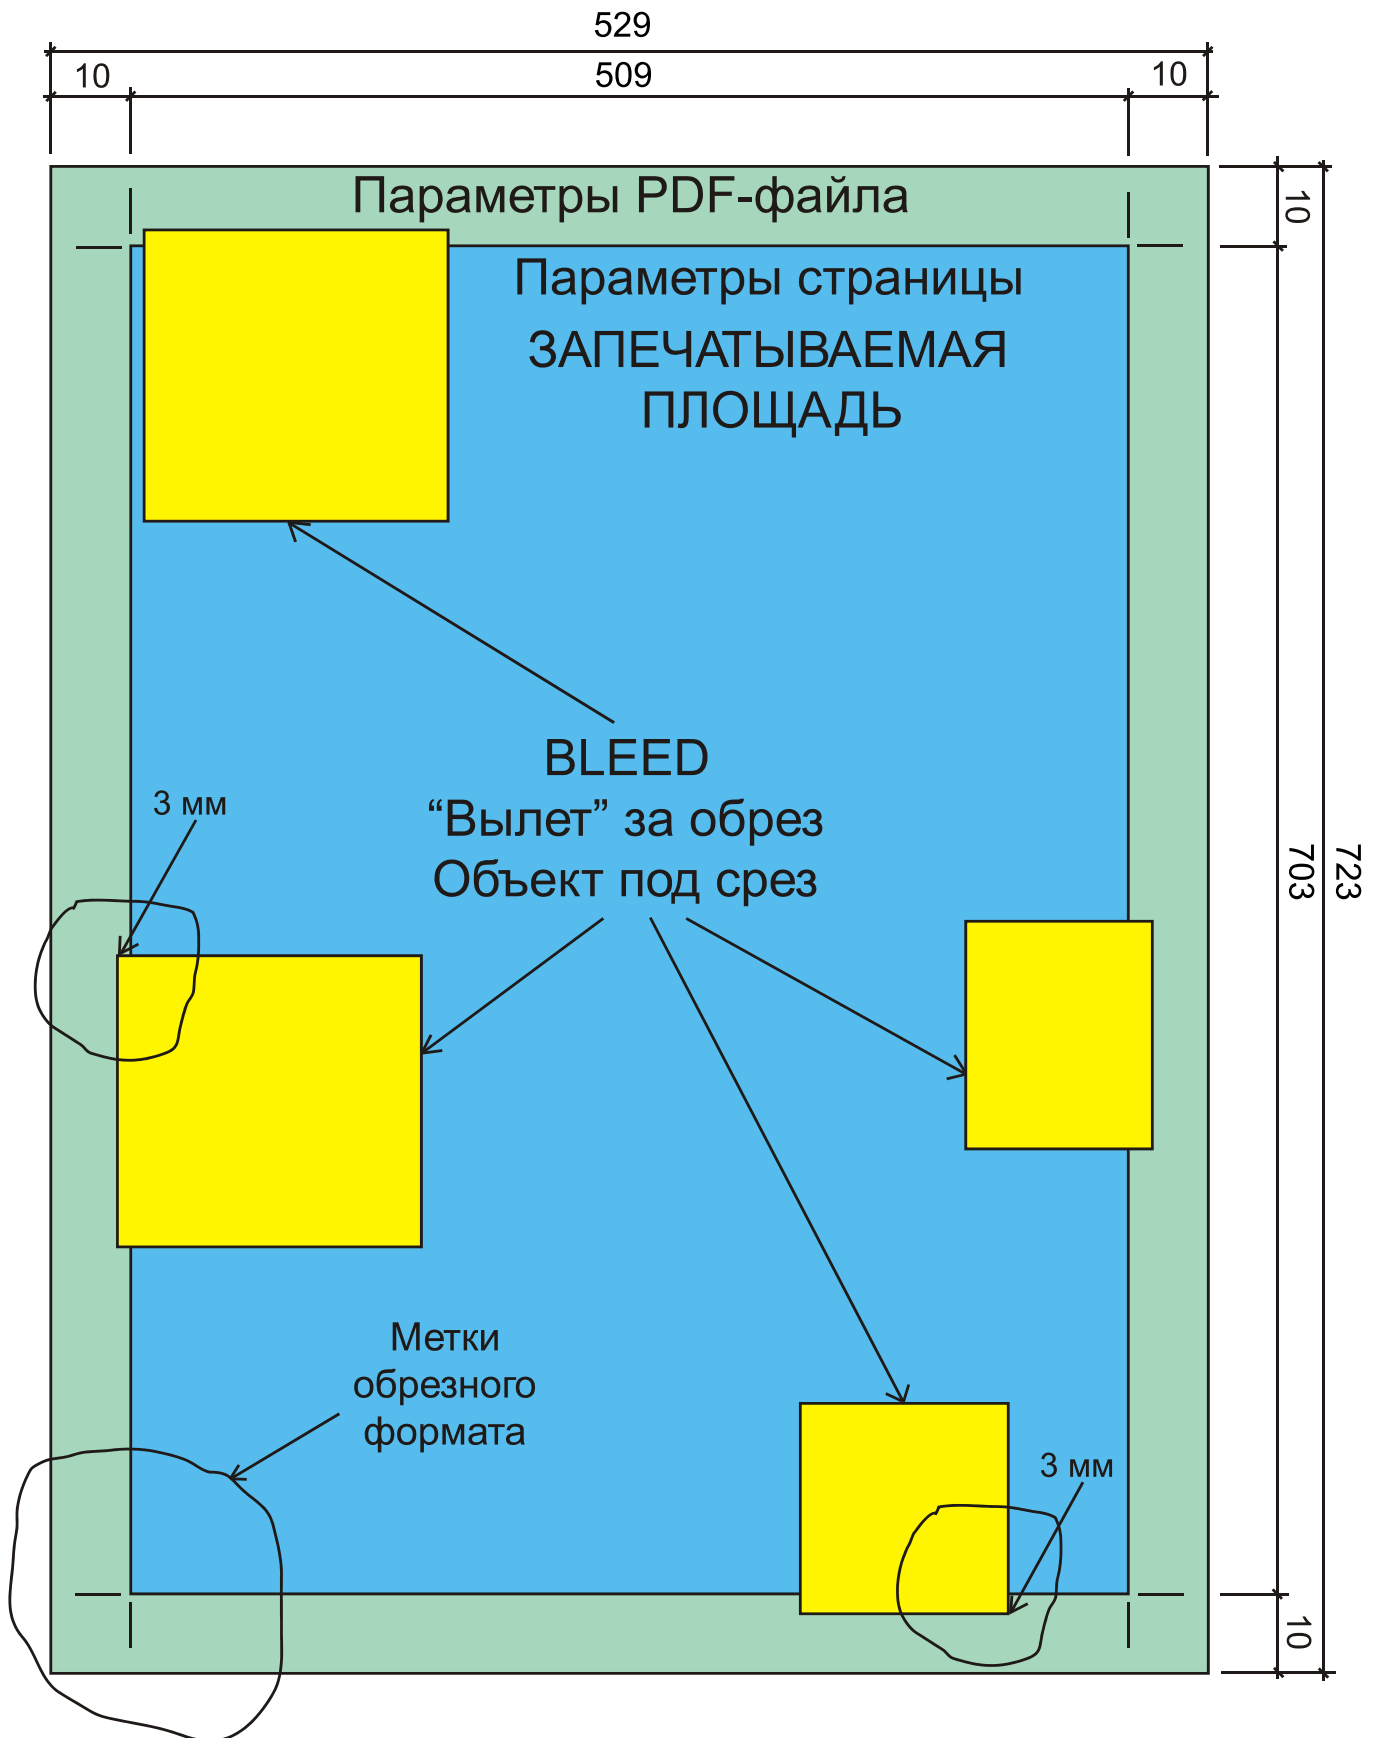 529
10
509
10
Параметры PDF-файла
10
Параметры страницы
ЗАПЕЧАТЫВАЕМАЯ
ПЛОЩАДЬ
BLEED
“Вылет” за обрез
Объект под срез
3 мм
703
723
Метки
обрезного
формата
3 мм
10